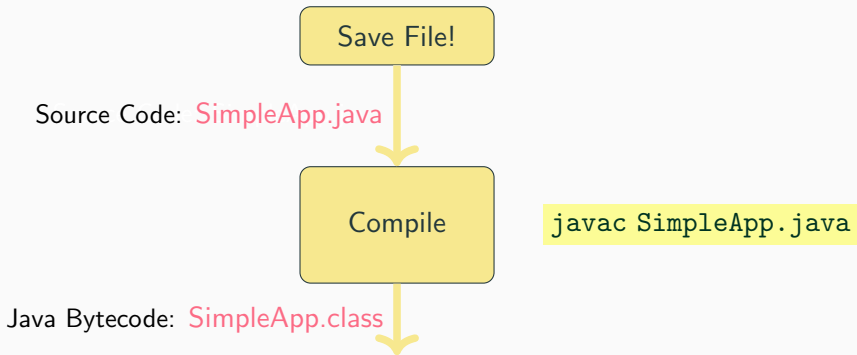 Save File!
Source Code: SimpleApp.java
Compile
javac SimpleApp.java
Java Bytecode: SimpleApp.class